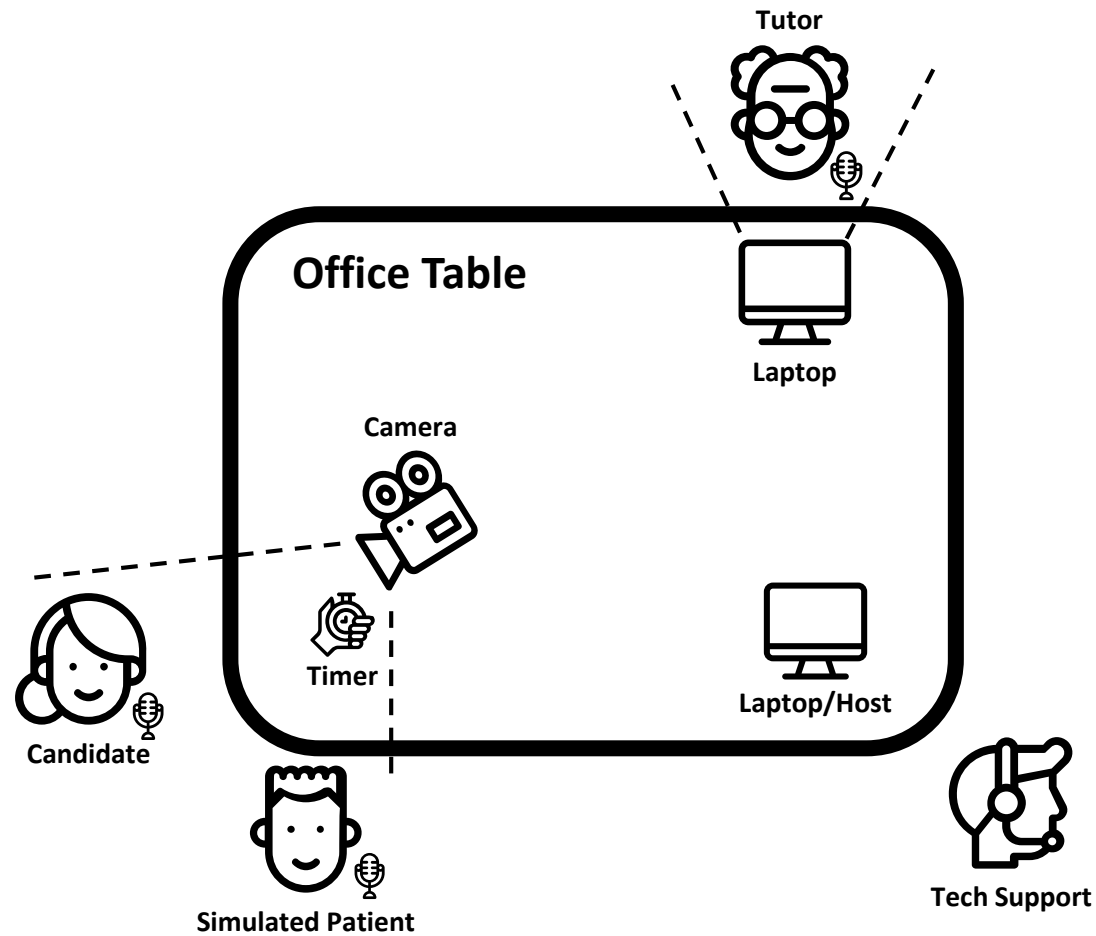 Tutor
Office Table
Laptop
Camera
Timer
Laptop/Host
Candidate
Simulated Patient
Tech Support